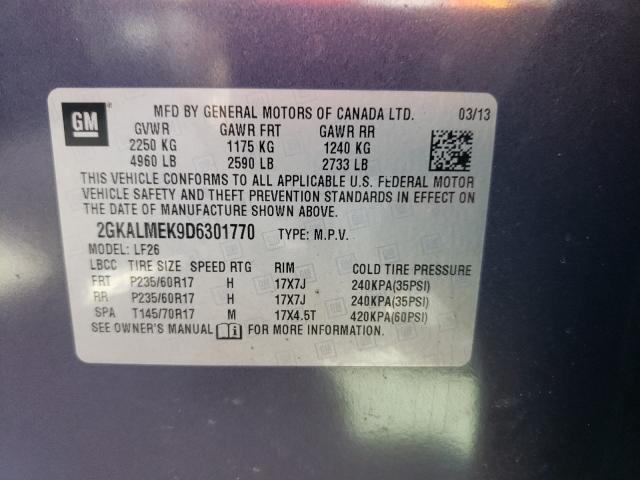 GM
MFD BY GENERAL MOTORS OF CANADA LTD. 03/13
GVWR GAWR FRT GAWR RR
2250 KG 1175 KG 1240 KG
4960 LB 2590 LB 2733 LB
THIS VEHICLE CONFORMS TO ALL APPLICABLE U.S. FEDERAL MOTOR
VEHICLE SAFETY AND THEFT PREVENTION STANDARDS IN EFFECT ON
THE DATE OF MANUFACTURE SHOWN ABOVE.
2GKALMEK9D6301770 TYPE: M.P.V.
MODEL: LF26
LBCC TIRE SIZE SPEED RTG RIM COLD TIRE PRESSURE
FRT P235/60R17 H 17X7J 240KPA(35PSI)
RR P235/60R17 H 17X7J 240KPA(35PSI)
SPA T145/70R17 M 17X4.5T 420KPA(60PSI)
SEE OWNER'S MANUAL FOR MORE INFORMATION.